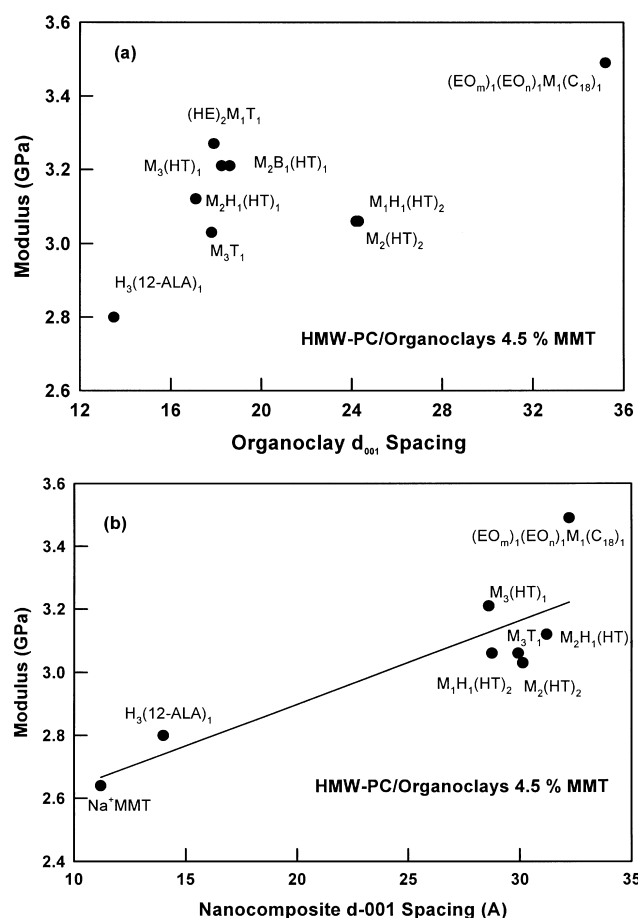 (a)
Modulus (GPa)
3.6
3.4
3.2
3.0
2.8
2.6
(EOm)1(EOn)1M1(C18)1
(HE)2M1T1
M3(HT)1
M2B1(HT)1
M2H1(HT)1
M1H1(HT)2
M3T1
M2(HT)2
H3(12-ALA)1
HMW-PC/Organoclays 4.5 % MMT
12 16 20 24 28 32 36
Organoclay d001 Spacing
(b)
Modulus (GPa)
3.6
3.4
3.2
3.0
2.8
2.6
2.4
(EOm)1(EOn)1M1(C18)1
M3(HT)1
M3T1
M2H1(HT)1
M1H1(HT)2
M2(HT)2
H3(12-ALA)1
Na+MMT
HMW-PC/Organoclays 4.5 % MMT
10 15 20 25 30 35
Nanocomposite d-001 Spacing (A)